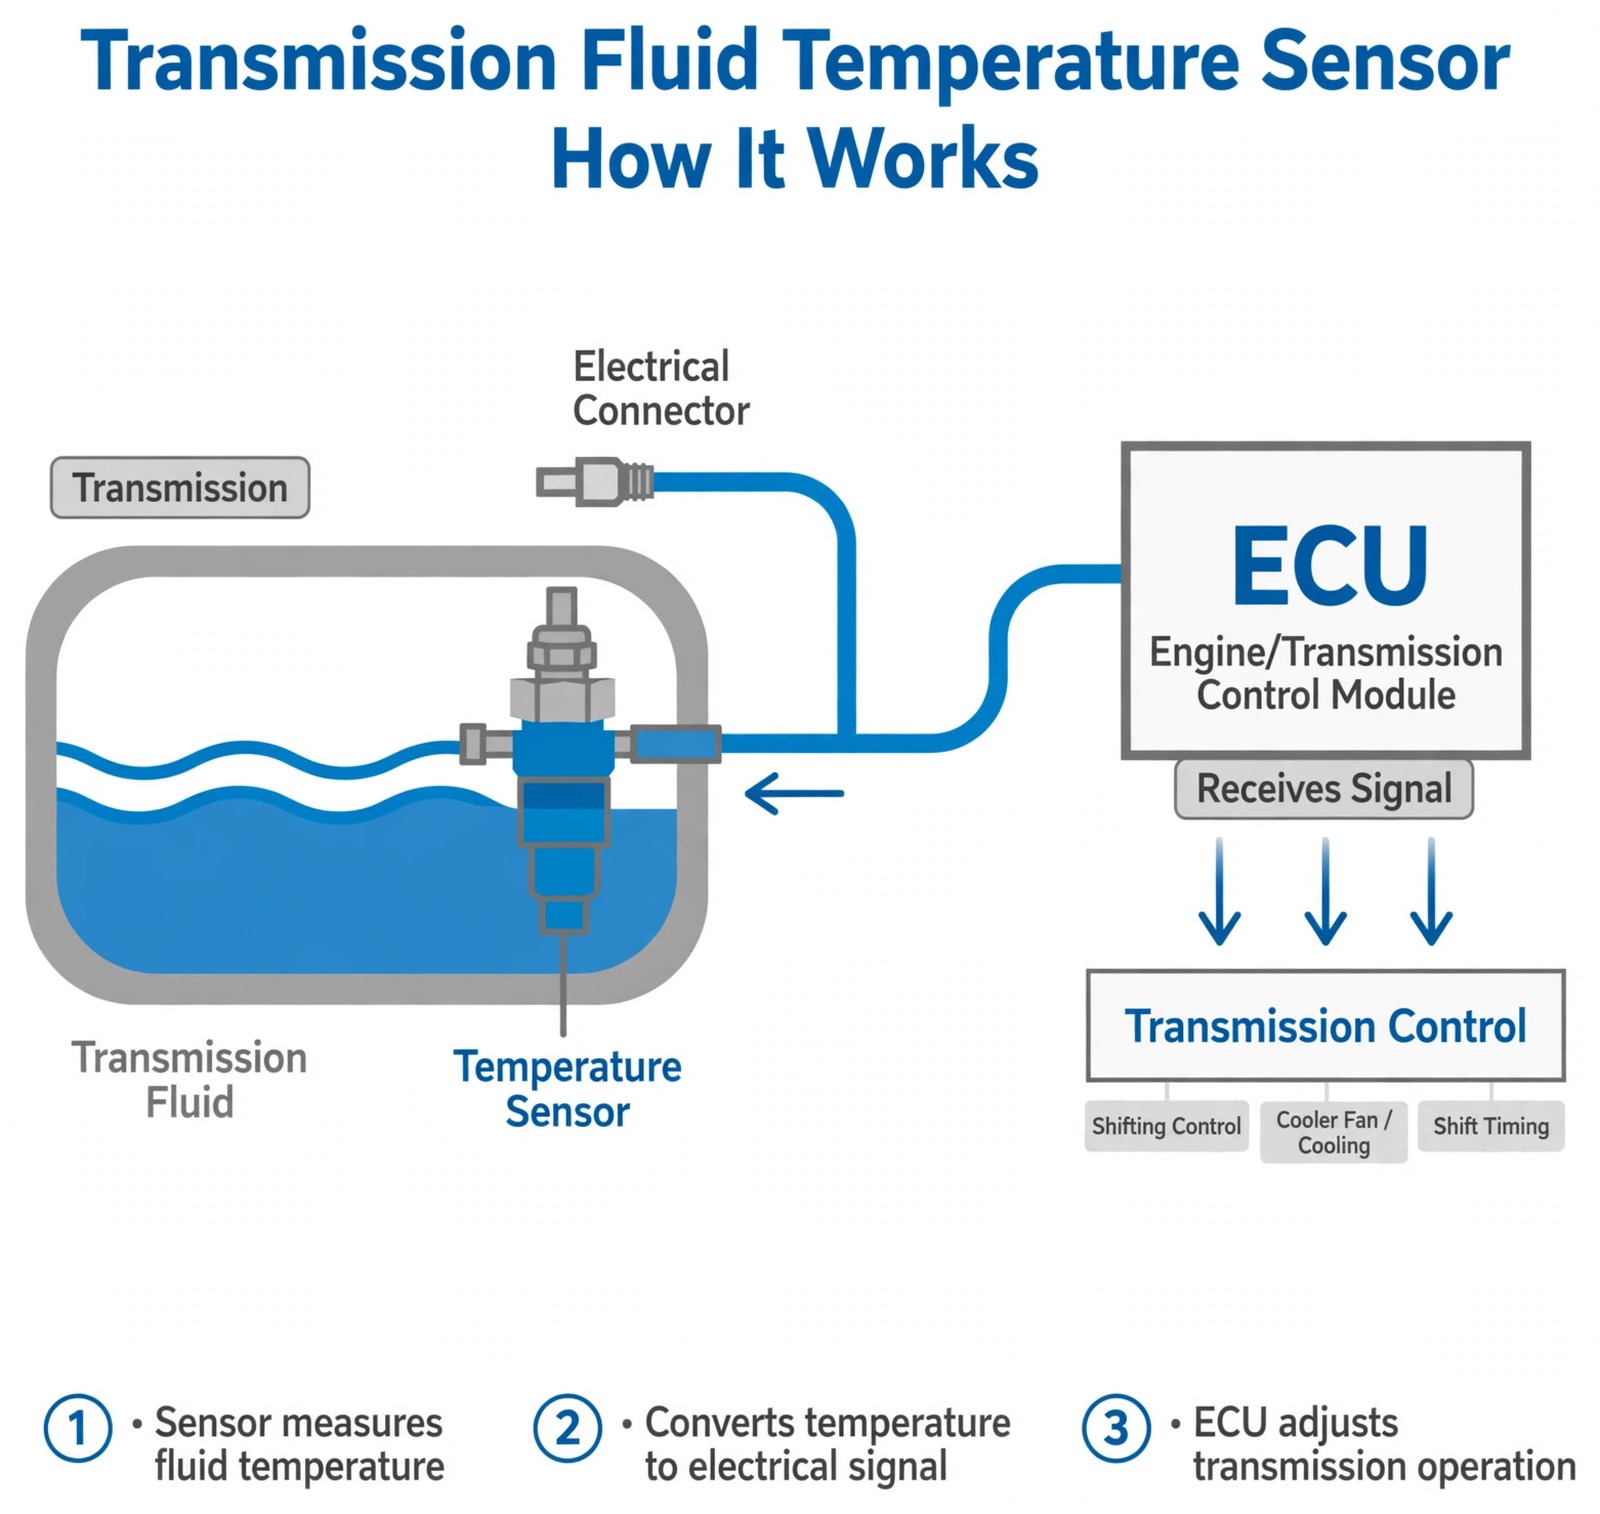 Transmission Fluid Temperature Sensor
How It Works
Electrical
Connector
Transmission
ECU
Engine/Transmission
Control Module
Receives Signal
Transmission Control
Shifting Control
Cooler Fan /
Cooling
Shift Timing
Transmission
Fluid
Temperature
Sensor
1 • Sensor measures
fluid temperature
2 • Converts temperature
to electrical signal
3 • ECU adjusts
transmission operation